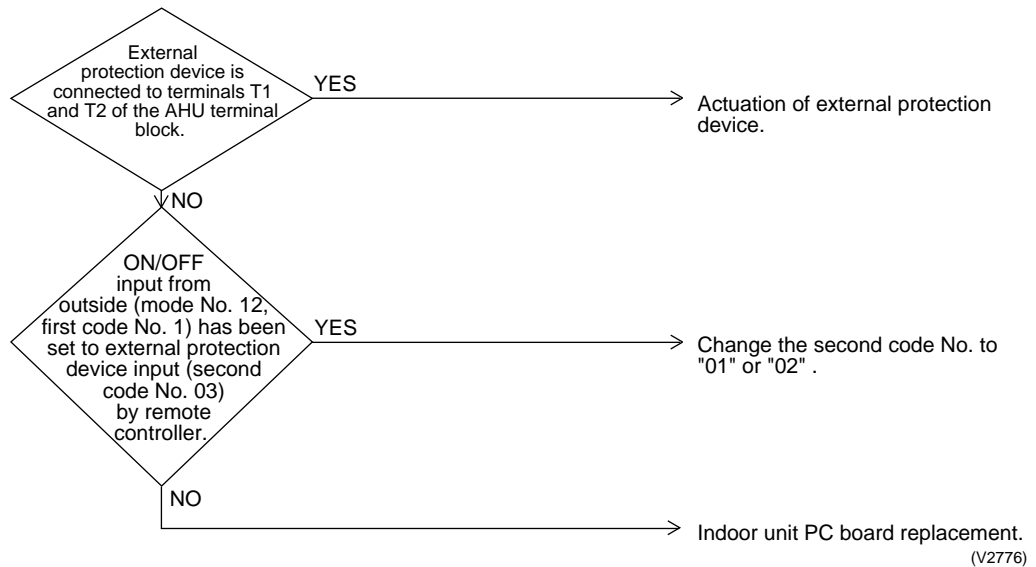 External
protection device is
connected to terminals T1
and T2 of the AHU terminal
block.
YES
Actuation of external protection
device.
NO
ON/OFF
input from
outside (mode No. 12,
first code No. 1) has been
set to external protection
device input (second
code No. 03)
by remote
controller.
YES
Change the second code No. to
"01" or "02" .
NO
Indoor unit PC board replacement.
(V2776)